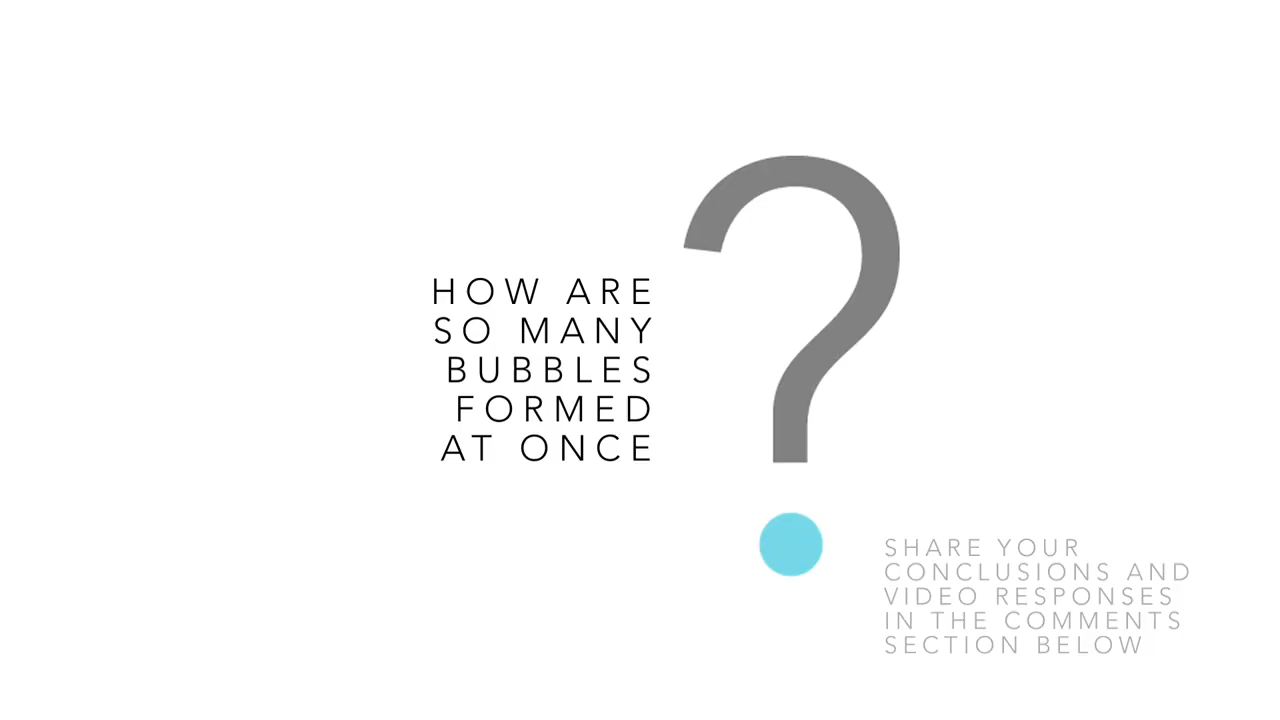 HOW ARE
SO MANY
BUBBLES
FORMED
AT ONCE
?
SHARE YOUR
CONCLUSIONS AND
VIDEO RESPONSES
IN THE COMMENTS
SECTION BELOW